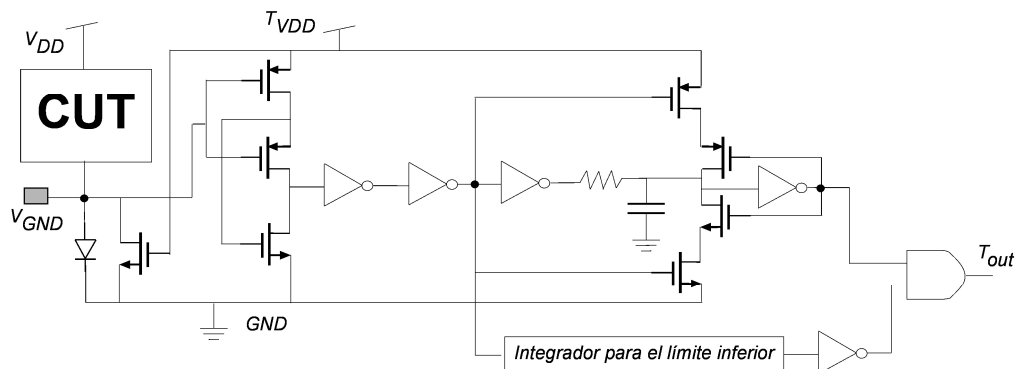 T_VDD
V_DD
CUT
V_GND
T_out
GND
Integrador para el límite inferior